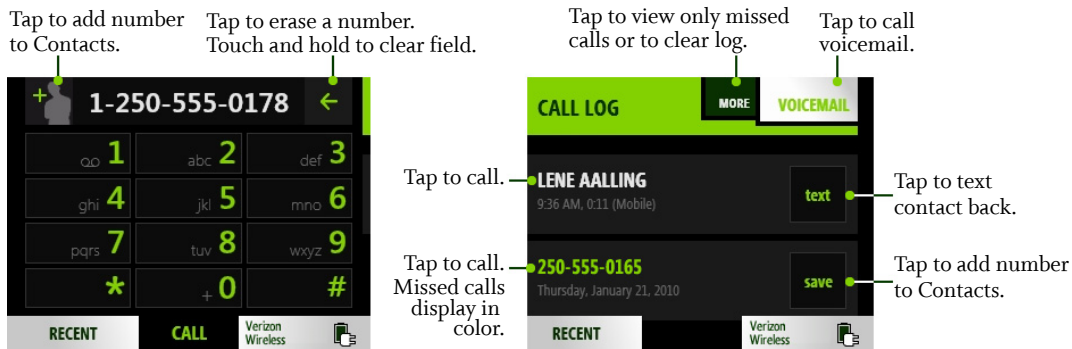 Tap to add number
to Contacts.
Tap to erase a number.
Touch and hold to clear field.
1-250-555-0178
1
abc 2
def 3
ghi 4
jkl 5
mno 6
pqrs 7
tuv 8
wxyz 9
*
+ 0
#
RECENT
CALL
Verizon
Wireless
Tap to view only missed
calls or to clear log.
Tap to call
voicemail.
CALL LOG
MORE
VOICEMAIL
Tap to call.
LENE AALLING
9:36 AM, 0:11 (Mobile)
text
Tap to text
contact back.
Tap to call.
Missed calls
display in
color.
250-555-0165
Thursday, January 21, 2010
save
Tap to add number
to Contacts.
RECENT
Verizon
Wireless